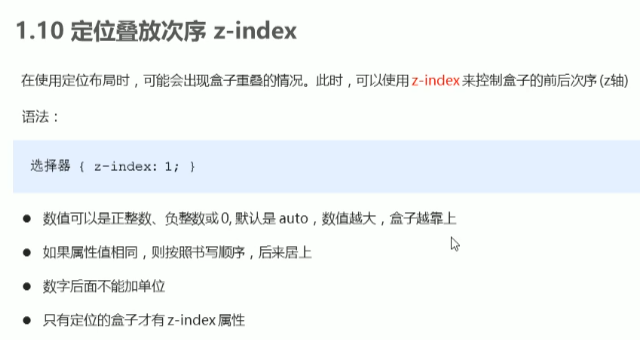 1.10 定位叠放次序 z-index
在使用定位布局时，可能会出现盒子重叠的情况。此时，可以使用 z-index 来控制盒子的前后次序 (z轴)
语法：
选择器 { z-index: 1; }
● 数值可以是正整数、负整数或 0, 默认是 auto，数值越大，盒子越靠上
● 如果属性值相同，则按照书写顺序，后来居上
● 数字后面不能加单位
● 只有定位的盒子才有 z-index 属性